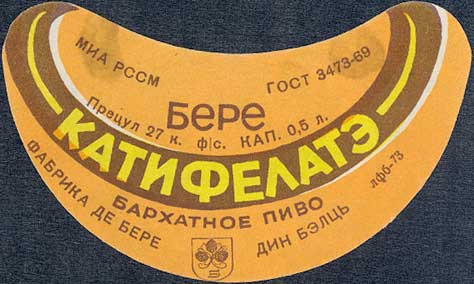 МИА РССМ
ГОСТ 3473-69
БЕРЕ
Прецул 27 к. ф/с. КАП. 0,5 л.
КАТИФЕЛАТЭ
БАРХАТНОЕ ПИВО
ФАБРИКА ДЕ БЕРЕ
ДИН БЭЛЦЬ
лфб-73